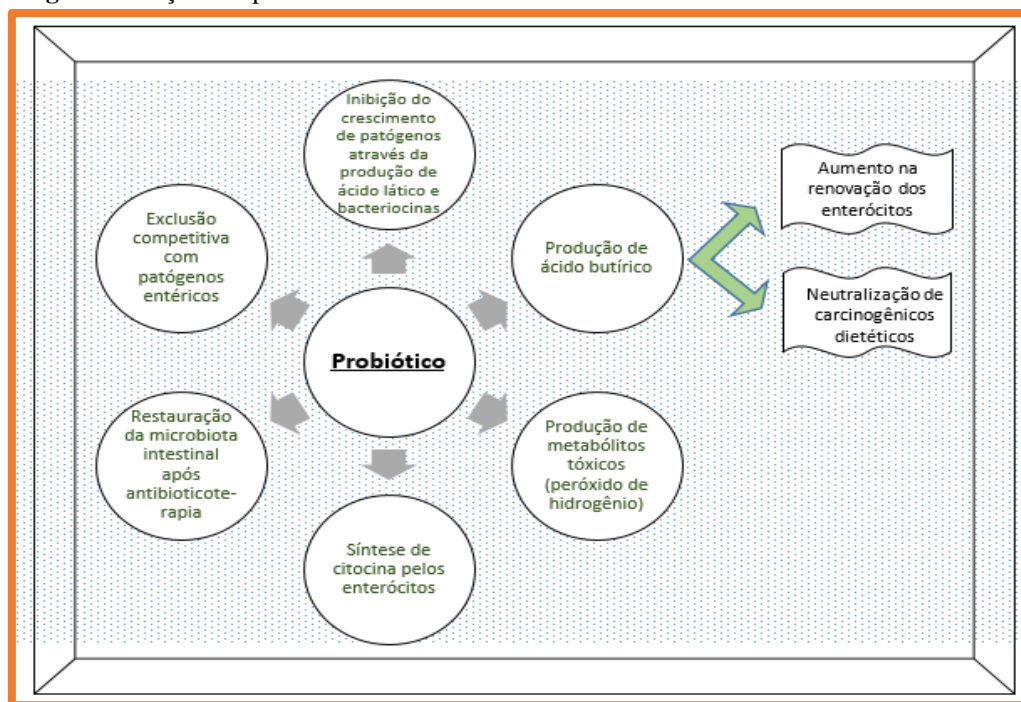 Inibição do
crescimento
de patógenos
através da
produção de
ácido lático e
bacteriocinas
Aumento na
renovação dos
enterócitos
Exclusão
competitiva
com
patógenos
entéricos
Produção de
ácido butírico
Neutralização de
carcinogênicos
dietéticos
Probiótico
Restauração
da microbiota
intestinal
após
antibioticote-
rapia
Produção de
metabólitos
tóxicos
(peróxido de
hidrogênio)
Síntese de
citocina pelos
enterócitos